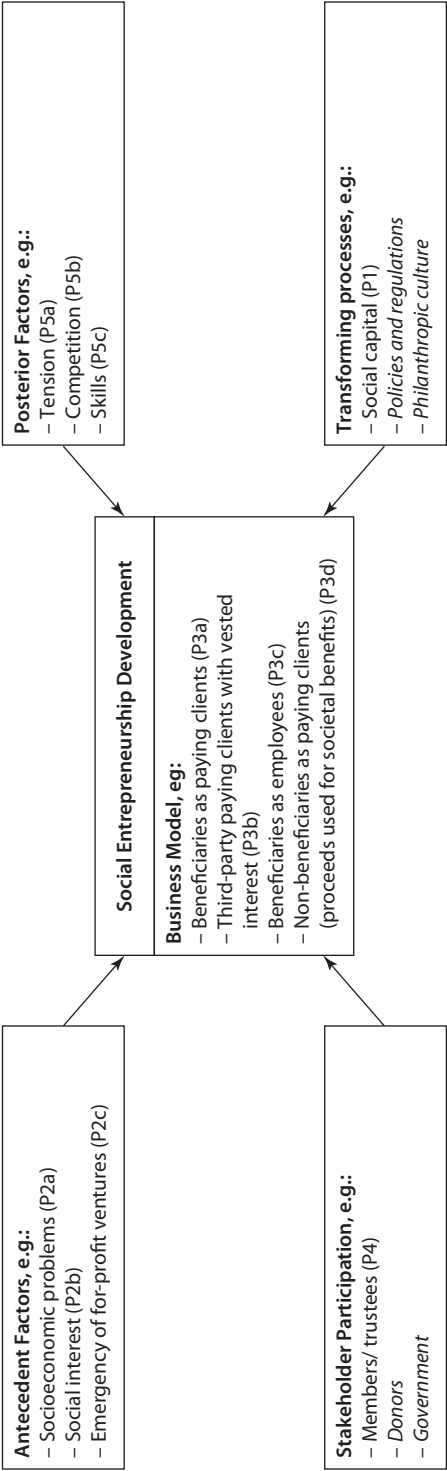 Antecedent Factors, e.g.:
– Socioeconomic problems (P2a)
– Social interest (P2b)
– Emergency of for-profit ventures (P2c)
Stakeholder Participation, e.g.:
– Members/ trustees (P4)
– Donors
– Government
Social Entrepreneurship Development
Business Model, eg:
– Beneficiaries as paying clients (P3a)
– Third-party paying clients with vested
interest (P3b)
– Beneficiaries as employees (P3c)
– Non-beneficiaries as paying clients
(proceeds used for societal benefits) (P3d)
Posterior Factors, e.g.:
– Tension (P5a)
– Competition (P5b)
– Skills (P5c)
Transforming processes, e.g.:
– Social capital (P1)
– Policies and regulations
– Philanthropic culture